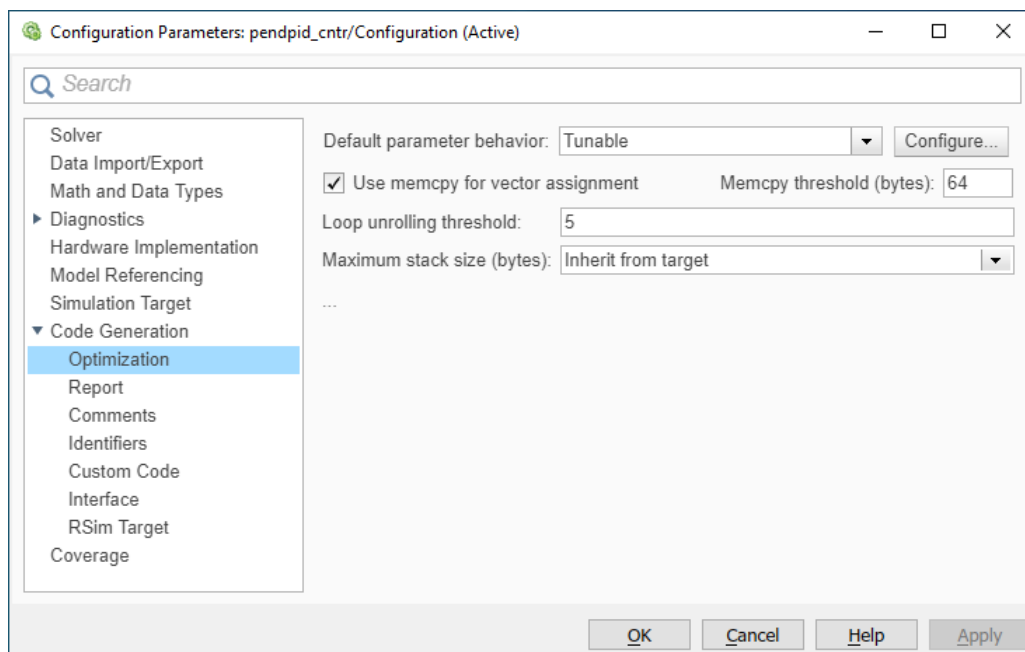 Configuration Parameters: pendpid_cntr/Configuration (Active)
Search
Solver
Data Import/Export
Math and Data Types
Diagnostics
Hardware Implementation
Model Referencing
Simulation Target
Code Generation
Optimization
Report
Comments
Identifiers
Custom Code
Interface
RSim Target
Coverage
Default parameter behavior: Tunable Configure...
Use memcpy for vector assignment Memcpy threshold (bytes): 64
Loop unrolling threshold: 5
Maximum stack size (bytes): Inherit from target
...
OK Cancel Help Apply